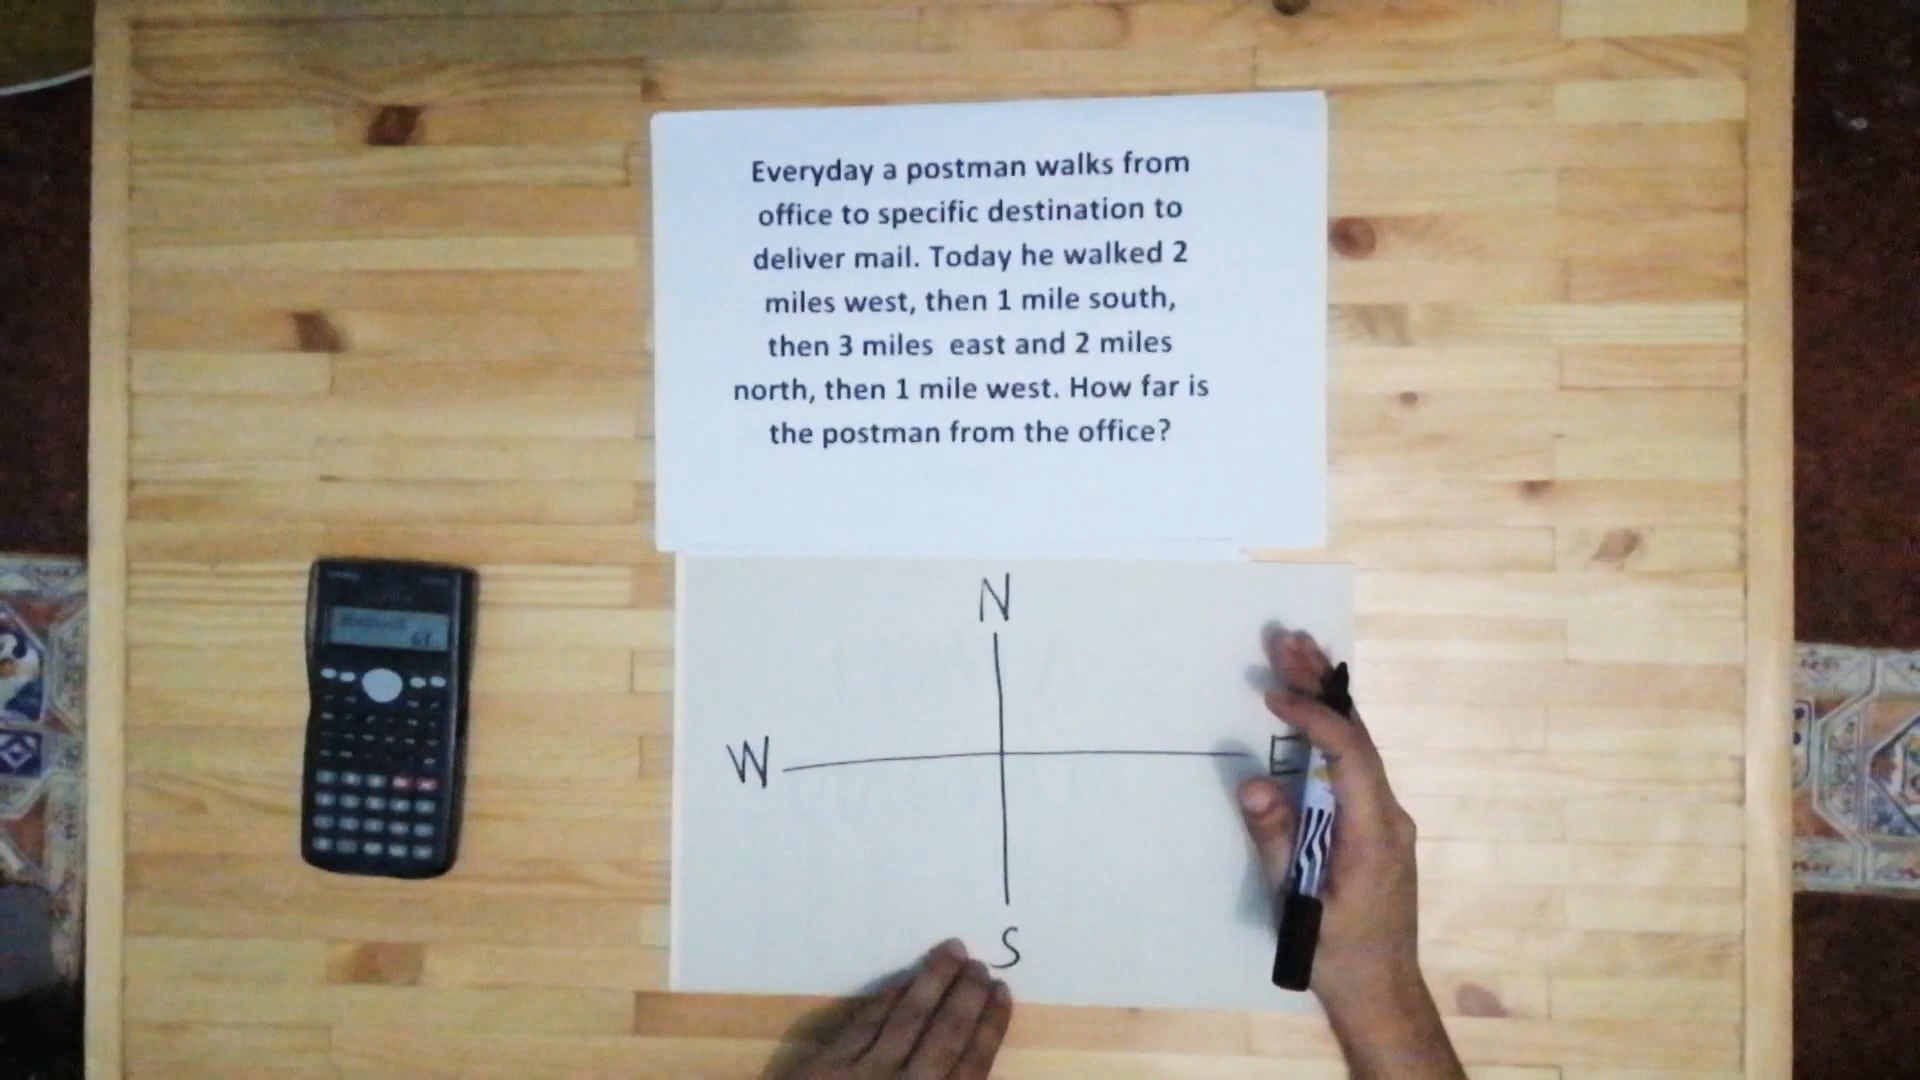 Everyday a postman walks from
office to specific destination to
deliver mail. Today he walked 2
miles west, then 1 mile south,
then 3 miles east and 2 miles
north, then 1 mile west. How far is
the postman from the office?
N
W E
S